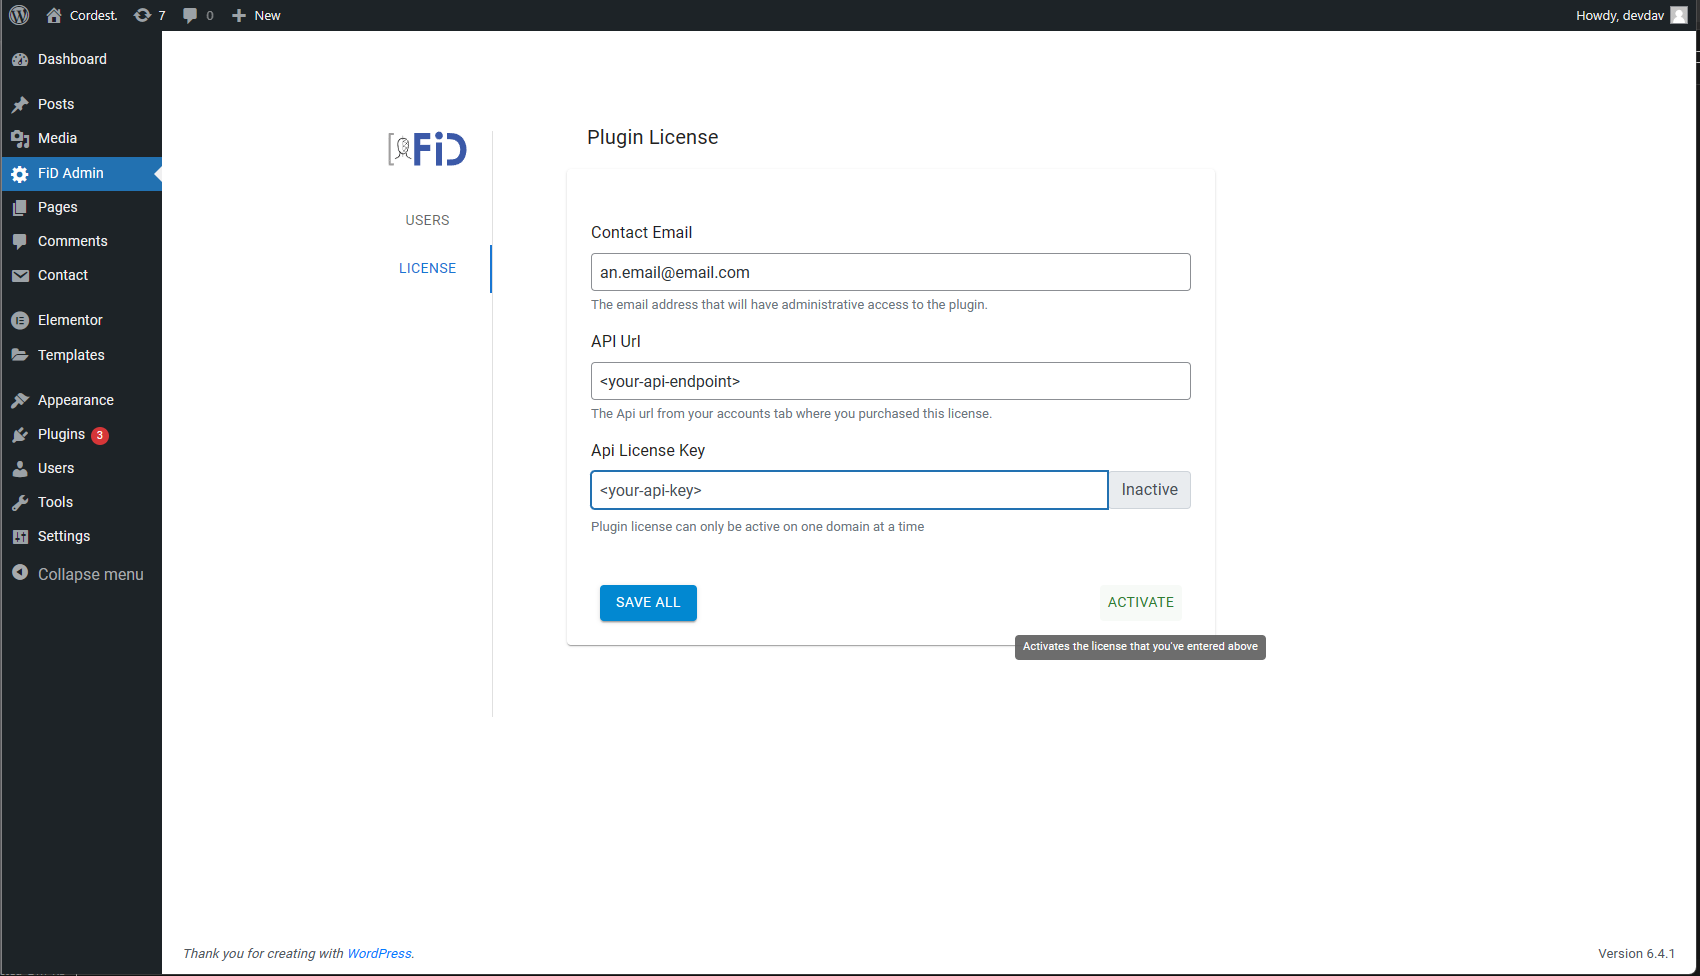 Cordest. 7 0 New Howdy, devdav
Dashboard
Posts
Media
FiD Admin
Pages
Comments
Contact
Elementor
Templates
Appearance
Plugins 3
Users
Tools
Settings
Collapse menu
FiD
USERS
LICENSE
Plugin License
Contact Email
an.email@email.com
The email address that will have administrative access to the plugin.
API Url
<your-api-endpoint>
The Api url from your accounts tab where you purchased this license.
Api License Key
<your-api-key> Inactive
Plugin license can only be active on one domain at a time
SAVE ALL ACTIVATE
Activates the license that you've entered above
Thank you for creating with WordPress. Version 6.4.1